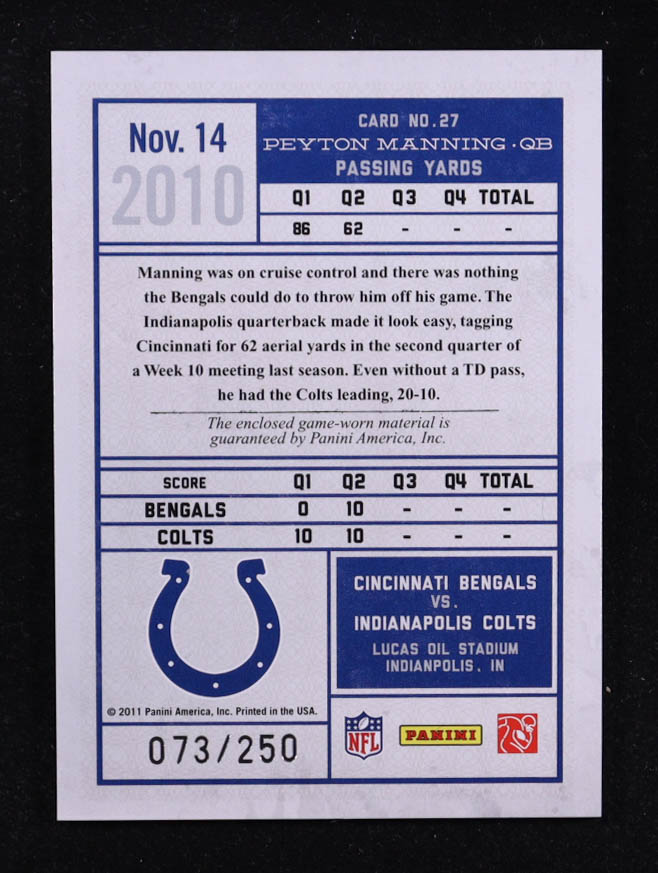 Nov. 14
2010
CARD NO.27
PEYTON MANNING · QB
PASSING YARDS
Q1 Q2 Q3 Q4 TOTAL
86 62 - - -
Manning was on cruise control and there was nothing
the Bengals could do to throw him off his game. The
Indianapolis quarterback made it look easy, tagging
Cincinnati for 62 aerial yards in the second quarter of
a Week 10 meeting last season. Even without a TD pass,
he had the Colts leading, 20-10.
The enclosed game-worn material is
guaranteed by Panini America, Inc.
SCORE Q1 Q2 Q3 Q4 TOTAL
BENGALS 0 10 - - -
COLTS 10 10 - - -
CINCINNATI BENGALS
VS.
INDIANAPOLIS COLTS
LUCAS OIL STADIUM
INDIANPOLIS, IN
© 2011 Panini America, Inc. Printed in the USA.
073/250
NFL
PANINI